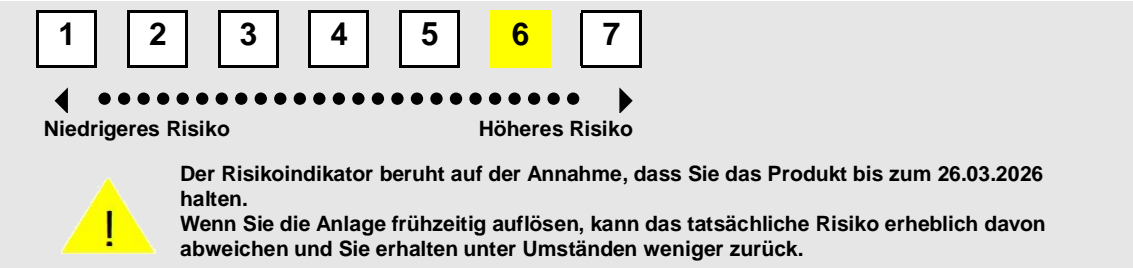 1 2 3 4 5 6 7
Niedrigeres Risiko Höheres Risiko
Der Risikoindikator beruht auf der Annahme, dass Sie das Produkt bis zum 26.03.2026
halten.
Wenn Sie die Anlage frühzeitig auflösen, kann das tatsächliche Risiko erheblich davon
abweichen und Sie erhalten unter Umständen weniger zurück.
!